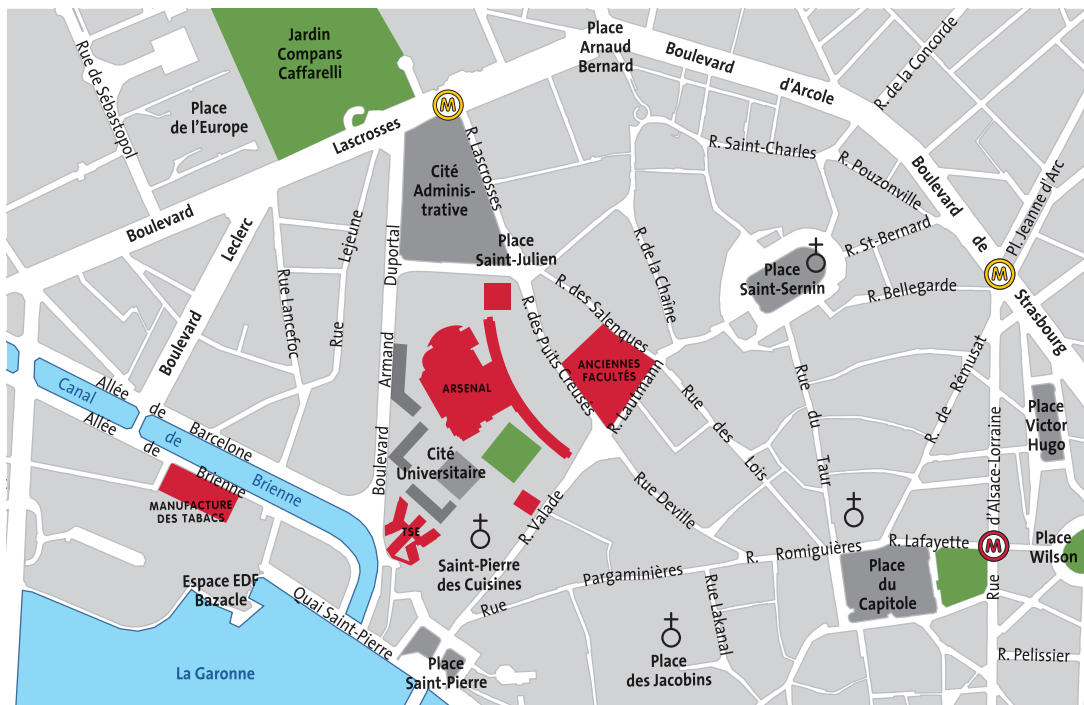 Jardin
Compans
Caffarelli
Place
Arnaud
Bernard
Boulevard
d'Arcole
R. de la Concorde
Rue de Sébastopol
Place
de l'Europe
M
Lascrosses
R. Lascrosses
R. Saint-Charles
R. Pouzonville
Boulevard
de
Strasbourg
Pl. Jeanne d'Arc
Cité
Adminis-
trative
Boulevard
Leclerc
Boulevard
Lejeune
Rue
Rue Lancefoc
Duportal
Armand
Boulevard
Place
Saint-Julien
R. de la Chaîne
R. St-Bernard
Place
Saint-Sernin
R. Bellegarde
M
R. des Salenques
R. des Puits Creusés
ANCIENNES
FACULTÉS
R. Lautmann
ARSENAL
Rue
des
Lois
Rue
du
Taur
R. de Rémusat
Place
Victor
Hugo
Canal
de
Brienne
Allée
de
Barcelone
Allée
de
Brienne
MANUFACTURE
DES TABACS
Cité
Universitaire
TSE
Saint-Pierre
des Cuisines
R. Valade
Rue Deville
R. Romiguières
R. Lafayette
M
Rue
d'Alsace-Lorraine
Place
Wilson
Place
du
Capitole
Rue
Pargaminières
Rue Lakanal
Espace EDF
Bazacle
Quai Saint-Pierre
La Garonne
Place
Saint-Pierre
Place
des Jacobins
R. Pelissier